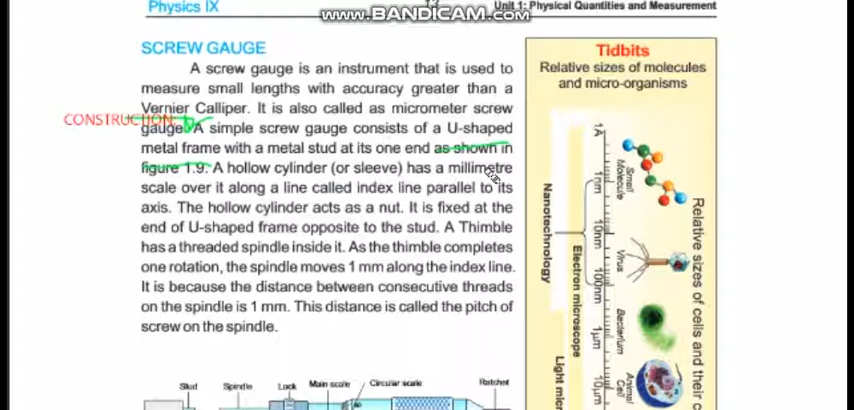 Physics IX
13
Unit 1: Physical Quantities and Measurement
www.BANDICAM.com
SCREW GAUGE
A screw gauge is an instrument that is used to
measure small lengths with accuracy greater than a
Vernier Calliper. It is also called as micrometer screw
CONSTRUCTION:
gauge. A simple screw gauge consists of a U-shaped
metal frame with a metal stud at its one end as shown in
figure 1.9. A hollow cylinder (or sleeve) has a millimetre
scale over it along a line called index line parallel to its
axis. The hollow cylinder acts as a nut. It is fixed at the
end of U-shaped frame opposite to the stud. A Thimble
has a threaded spindle inside it. As the thimble completes
one rotation, the spindle moves 1 mm along the index line.
It is because the distance between consecutive threads
on the spindle is 1 mm. This distance is called the pitch of
screw on the spindle.
Stud
Spindle
Lock
Main scale
Circular scale
Ratchet
Tidbits
Relative sizes of molecules
and micro-organisms
1A
1nm
10nm
100nm
1μm
10μm
Small
Molecule
Virus
Bacterium
Animal
Cell
Nanotechnology
Electron microscope
Light
Relative sizes of cells and their